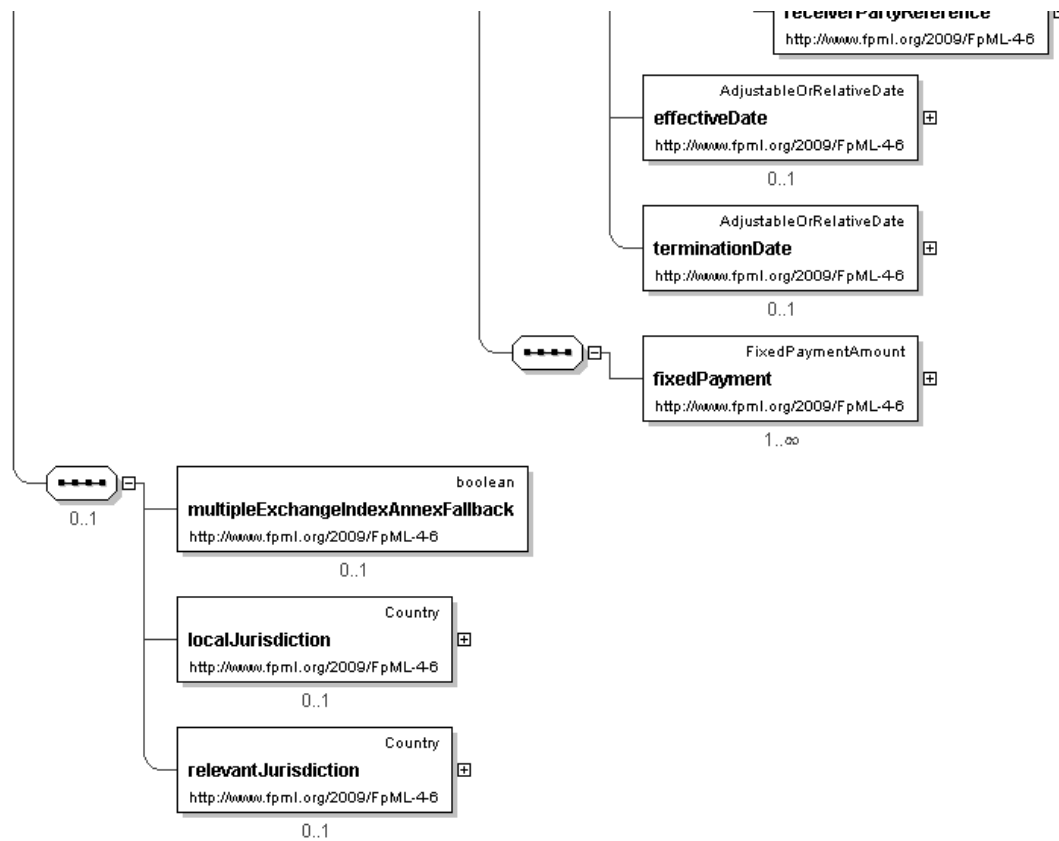 receiverPartyReference
http://www.fpml.org/2009/FpML-4-6
AdjustableOrRelativeDate
effectiveDate
http://www.fpml.org/2009/FpML-4-6
0..1
AdjustableOrRelativeDate
terminationDate
http://www.fpml.org/2009/FpML-4-6
0..1
FixedPaymentAmount
fixedPayment
http://www.fpml.org/2009/FpML-4-6
1..∞
0..1
boolean
multipleExchangeIndexAnnexFallback
http://www.fpml.org/2009/FpML-4-6
0..1
Country
localJurisdiction
http://www.fpml.org/2009/FpML-4-6
0..1
Country
relevantJurisdiction
http://www.fpml.org/2009/FpML-4-6
0..1